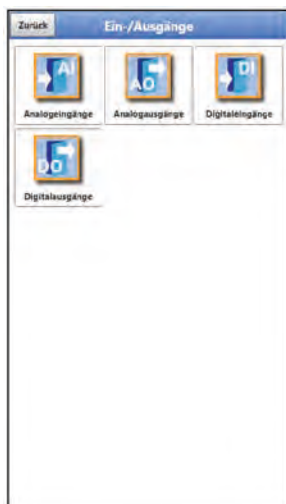 Zurück
Ein-/Ausgänge
AI
AO
DI
Analogeingänge
Analogausgänge
Digitaleingänge
DO
Digitalausgänge